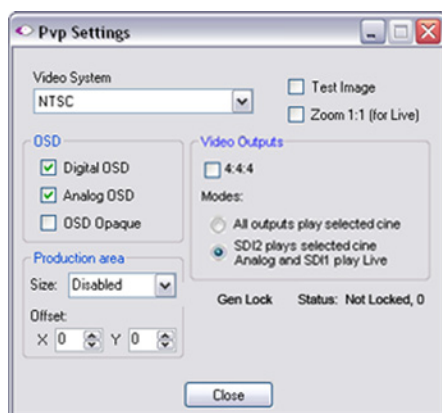 Pvp Settings
Video System
NTSC
Test Image
Zoom 1:1 (for Live)
OSD
Digital OSD
Analog OSD
OSD Opaque
Video Outputs
4:4:4
Modes:
All outputs play selected cine
SDI2 plays selected cine
Analog and SDI1 play Live
Production area
Size: Disabled
Offset:
X 0 Y 0
Gen Lock Status: Not Locked, 0
Close